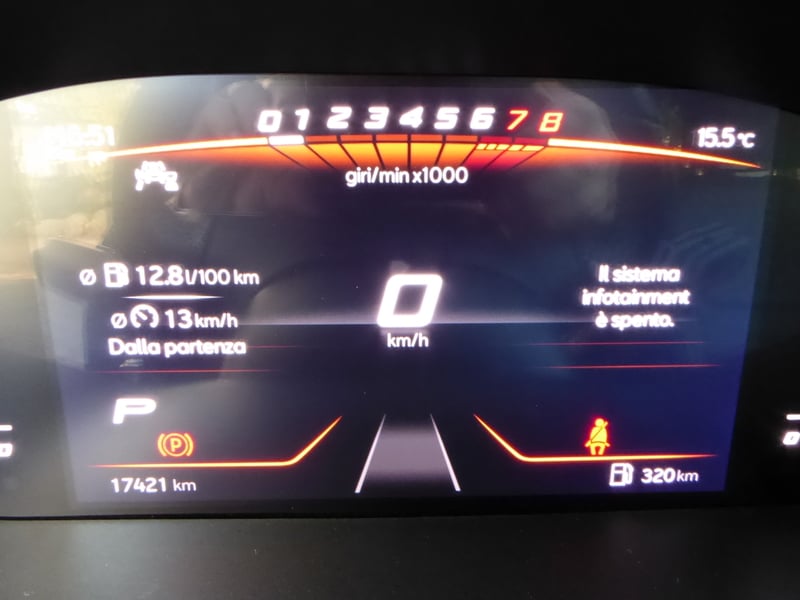 0 1 2 3 4 5 6 7 8
15.5°C
giri/min x1000
Ø 12.8 l/100 km
Ø 13 km/h
Dalla partenza
0
km/h
Il sistema
infotainment
è spento.
P
P
17421 km
320 km